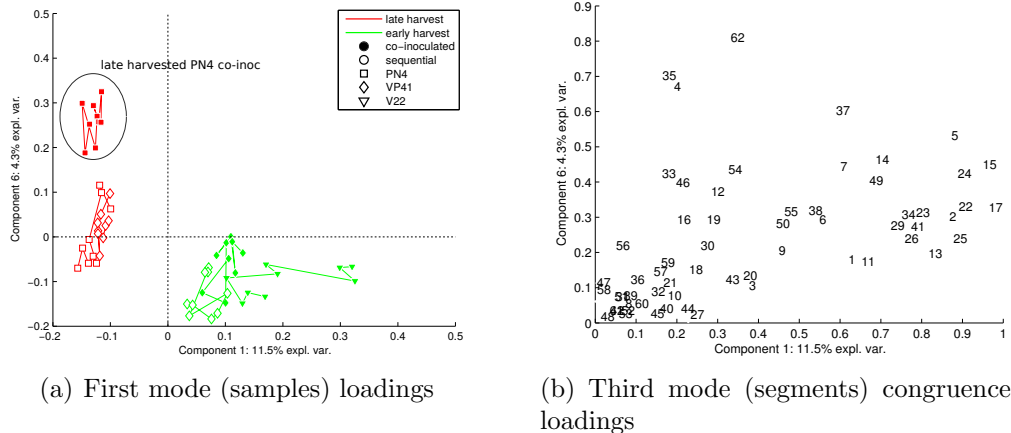 0.5
0.4
0.3
0.2
0.1
0
−0.1
−0.2
Component 6: 4.3% expl. var.
late harvested PN4 co-inoc
late harvest
early harvest
co-inoculated
sequential
PN4
VP41
V22
−0.2 −0.1 0 0.1 0.2 0.3 0.4 0.5
Component 1: 11.5% expl. var.
(a) First mode (samples) loadings
0.9
0.8
0.7
0.6
0.5
0.4
0.3
0.2
0.1
0
Component 6: 4.3% expl. var.
62
35
4
37
5
7 14 15
33 46 54 49 24
12
16 19 55 38 6 50
29 34 23 41 26 2 22 17 25
56 30 9 1 18 13
59 57 15
47 58 36 21 32 10
43 20 3
60 40 44 25 27
48 53
0 0.1 0.2 0.3 0.4 0.5 0.6 0.7 0.8 0.9 1
Component 1: 11.5% expl. var.
(b) Third mode (segments) congruence
loadings